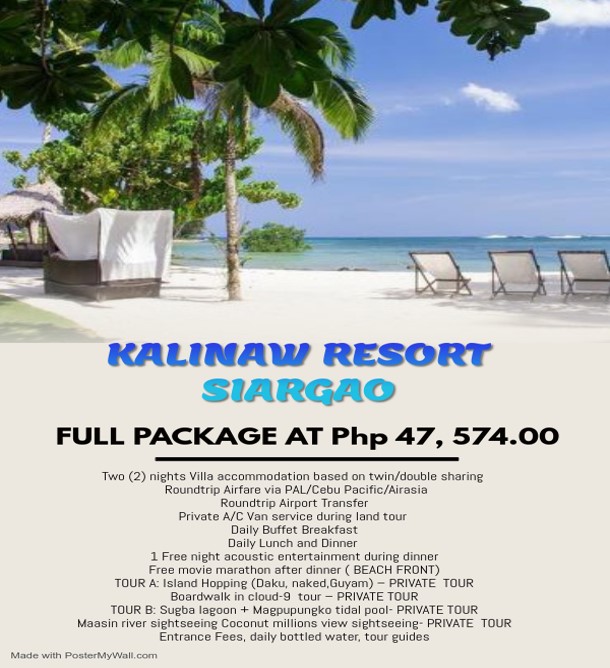 KALINAW RESORT
SIARGAO
FULL PACKAGE AT Php 47, 574.00
Two (2) nights Villa accommodation based on twin/double sharing
Roundtrip Airfare via PAL/Cebu Pacific/Airasia
Roundtrip Airport Transfer
Private A/C Van service during land tour
Daily Buffet Breakfast
Daily Lunch and Dinner
1 Free night acoustic entertainment during dinner
Free movie marathon after dinner ( BEACH FRONT)
TOUR A: Island Hopping (Daku, naked,Guyam) – PRIVATE TOUR
Boardwalk in cloud-9 tour – PRIVATE TOUR
TOUR B: Sugba lagoon + Magpupungko tidal pool- PRIVATE TOUR
Maasin river sightseeing Coconut millions view sightseeing- PRIVATE TOUR
Entrance Fees, daily bottled water, tour guides
Made with PosterMyWall.com